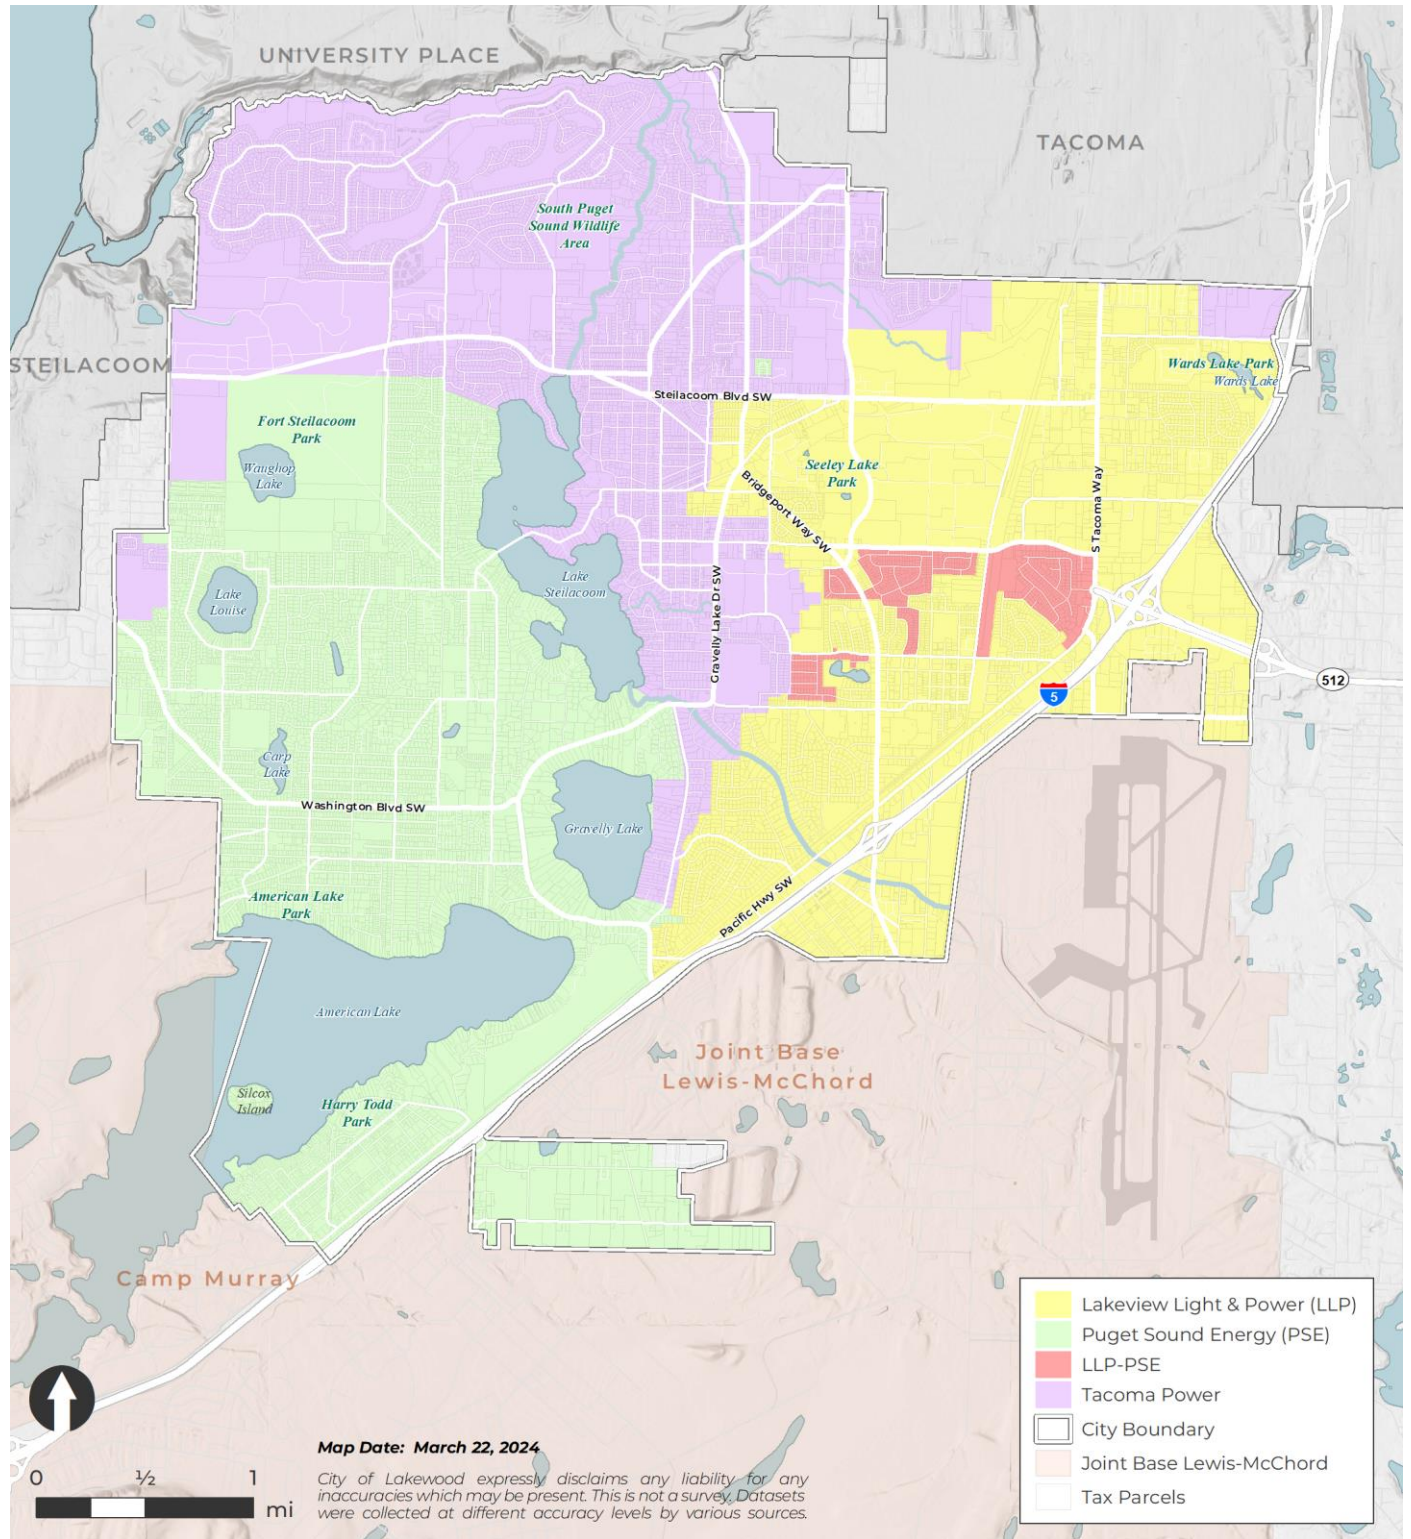 UNIVERSITY PLACE
TACOMA
South Puget
Sound Wildlife
Area
STEILACOOM
Wards Lake Park
Wards Lake
Steilacoom Blvd SW
Fort Steilacoom
Park
Waughop
Lake
Seeley Lake
Park
Bridgeport Way SW
S Tacoma Way
Lake
Louise
Lake
Steilacoom
Gravelly Lake Dr SW
512
5
Carp
Lake
Washington Blvd SW
Gravelly Lake
American Lake
Park
Pacific Hwy SW
American Lake
Joint Base
Lewis-McChord
Silcox
Island
Harry Todd
Park
Camp Murray
Lakeview Light & Power (LLP)
Puget Sound Energy (PSE)
LLP-PSE
Tacoma Power
City Boundary
Joint Base Lewis-McChord
Tax Parcels
Map Date: March 22, 2024
0 ½ 1
mi
City of Lakewood expressly disclaims any liability for any
inaccuracies which may be present. This is not a survey. Datasets
were collected at different accuracy levels by various sources.